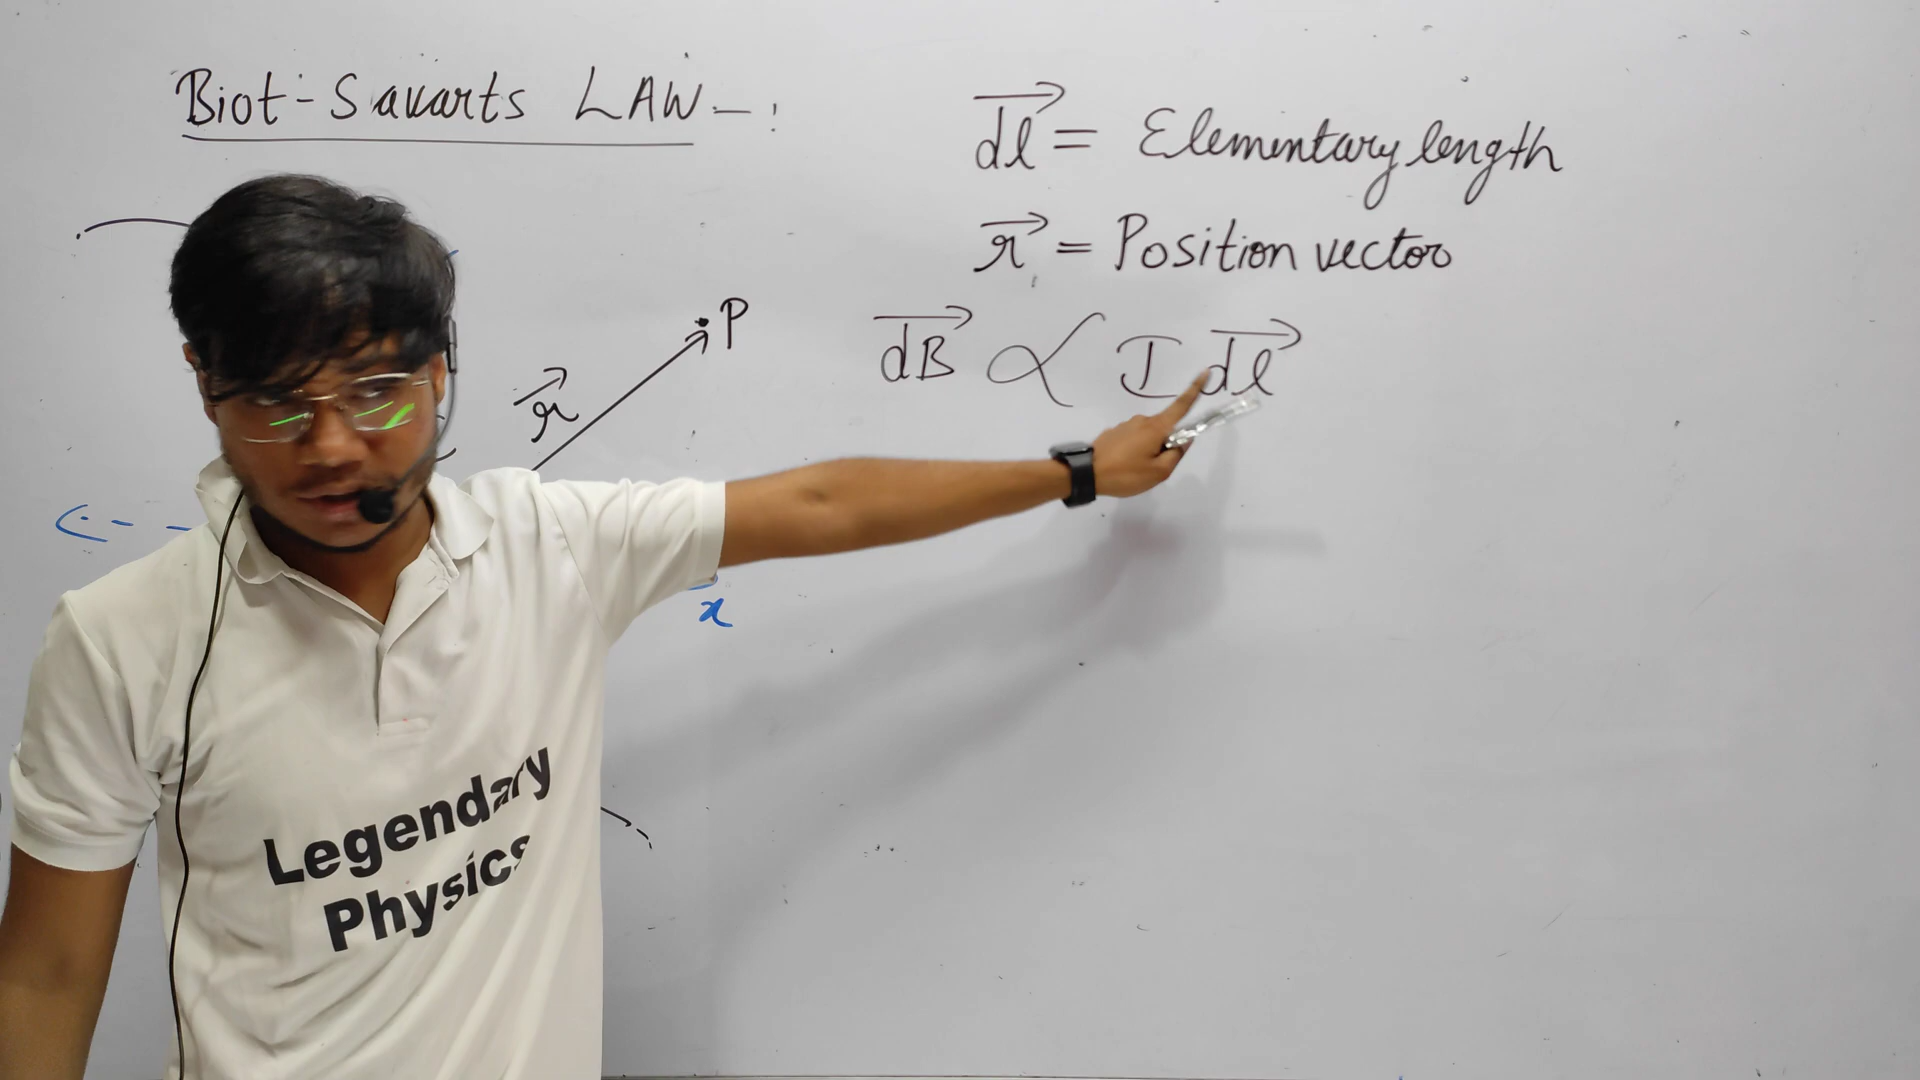 Biot-Savarts LAW-:
dl = Elementary length
r = Position vector
dB ∝ I dl
P
r
x
Legendary
Physics